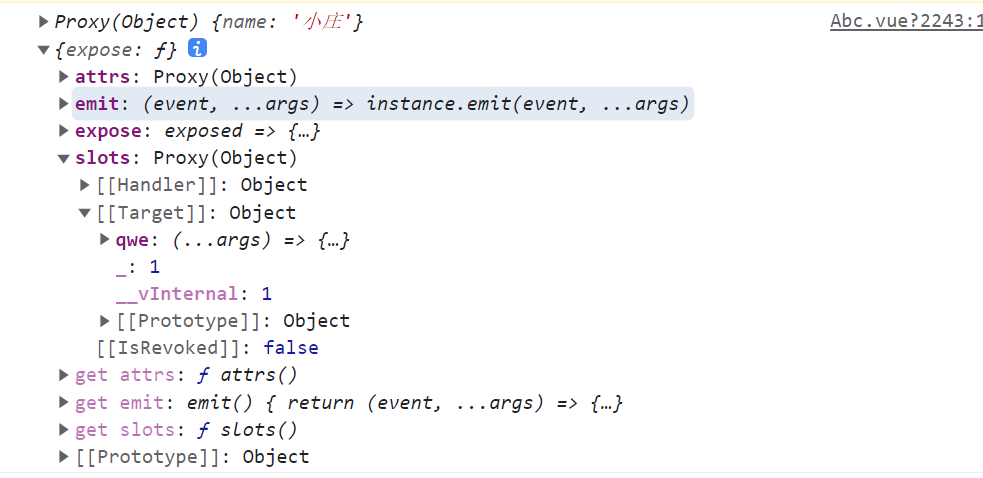 Proxy(Object) {name: '小庄'} Abc.vue?2243:1
{expose: ƒ} i
attrs: Proxy(Object)
emit: (event, ...args) => instance.emit(event, ...args)
expose: exposed => {…}
slots: Proxy(Object)
[[Handler]]: Object
[[Target]]: Object
qwe: (...args) => {…}
_: 1
__vInternal: 1
[[Prototype]]: Object
[[IsRevoked]]: false
get attrs: ƒ attrs()
get emit: emit() { return (event, ...args) => {…}
get slots: ƒ slots()
[[Prototype]]: Object